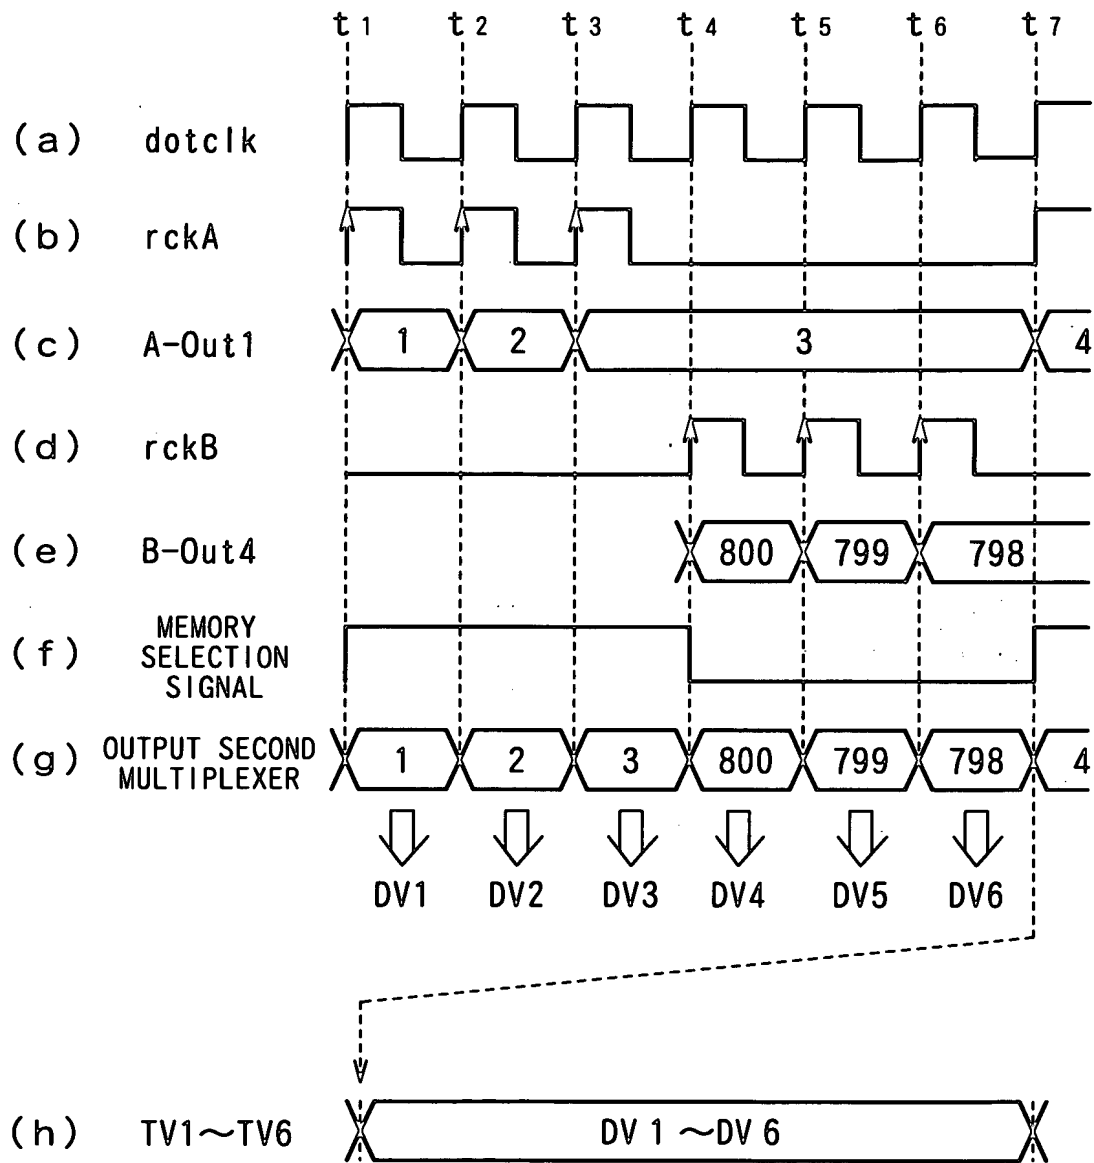 t1 t2 t3 t4 t5 t6 t7
(a) dotclk
(b) rckA
(c) A-Out1 1 2 3 4
(d) rckB
(e) B-Out4 800 799 798
(f) MEMORY
SELECTION
SIGNAL
(g) OUTPUT SECOND
MULTIPLEXER 1 2 3 800 799 798 4
DV1 DV2 DV3 DV4 DV5 DV6
(h) TV1~TV6 DV1~DV6